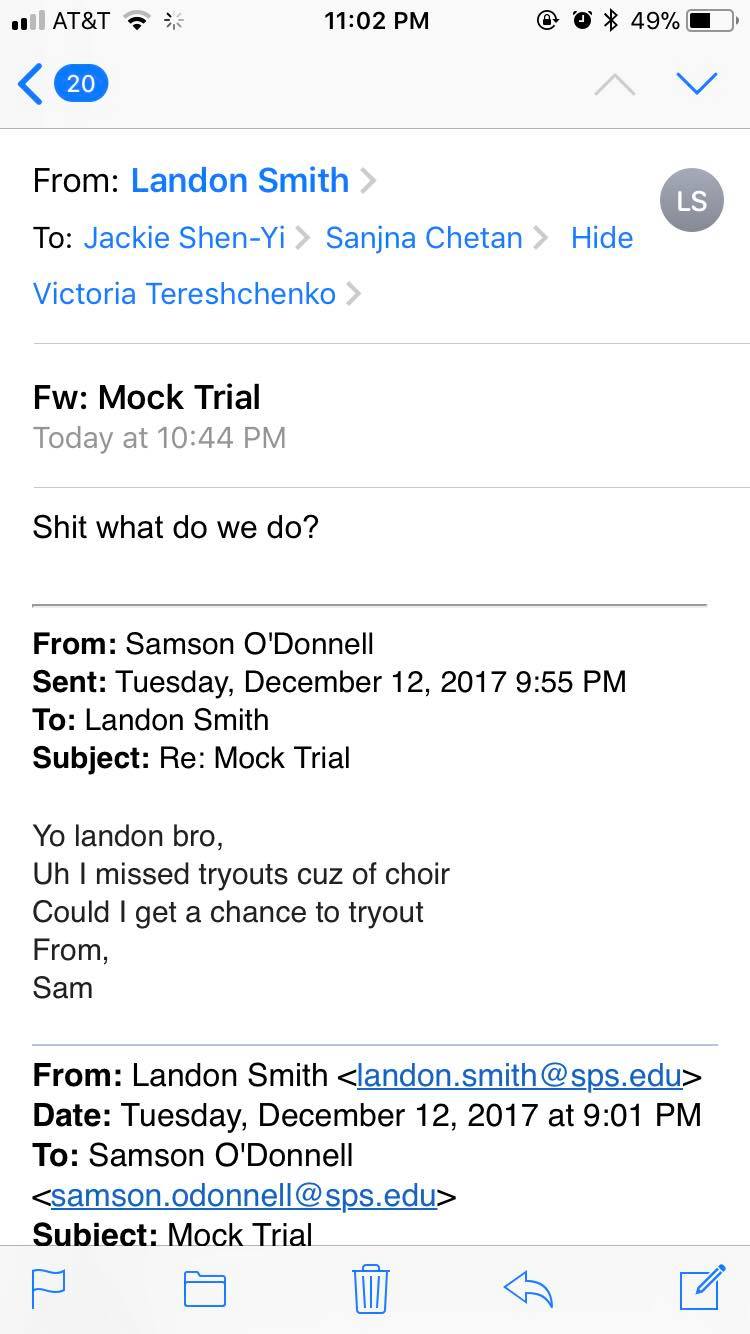 AT&T 11:02 PM 49%
20
From: Landon Smith
LS
To: Jackie Shen-Yi Sanjna Chetan Hide
Victoria Tereshchenko
Fw: Mock Trial
Today at 10:44 PM
Shit what do we do?
From: Samson O'Donnell
Sent: Tuesday, December 12, 2017 9:55 PM
To: Landon Smith
Subject: Re: Mock Trial
Yo landon bro,
Uh I missed tryouts cuz of choir
Could I get a chance to tryout
From,
Sam
From: Landon Smith <landon.smith@sps.edu>
Date: Tuesday, December 12, 2017 at 9:01 PM
To: Samson O'Donnell
<samson.odonnell@sps.edu>
Subject: Mock Trial